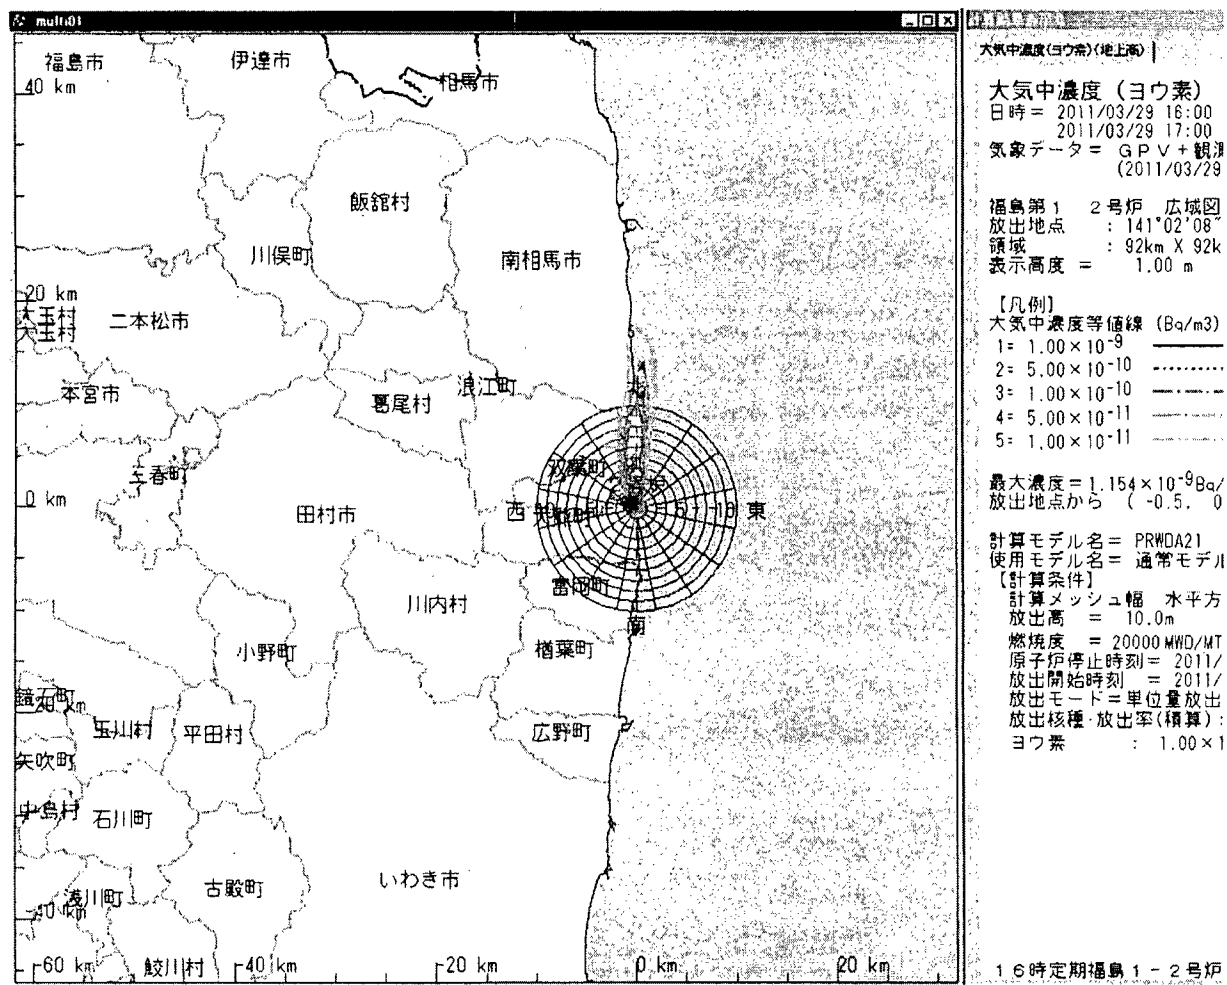 multi01
福島市
伊達市
相馬市
40 km
飯舘村
川俣町
南相馬市
20 km
大玉村
大玉村
二本松市
本宮市
浪江町
葛尾村
北
三春町
双葉町
0 km
田村市
西
東
富岡町
川内村
南
小野町
楢葉町
鏡石町
玉川村
平田村
広野町
矢吹町
中島村
石川町
いわき市
浅川町
古殿町
鮫川村
-60 km
-40 km
-20 km
0 km
20 km
大気中濃度(ヨウ素)(地上高)
大気中濃度（ヨウ素）
日時＝ 2011/03/29 16:00
2011/03/29 17:00
気象データ＝ ＧＰＶ＋観測
(2011/03/29
福島第１ ２号炉 広域図
放出地点 : 141°02'08"
領域 : 92km X 92k
表示高度 = 1.00 m
【凡例】
大気中濃度等値線 (Bq/m3)
1= 1.00×10⁻⁹
2= 5.00×10⁻¹⁰
3= 1.00×10⁻¹⁰
4= 5.00×10⁻¹¹
5= 1.00×10⁻¹¹
最大濃度＝1.154×10⁻⁹Bq/
放出地点から ( -0.5, 0
計算モデル名＝ PRWDA21
使用モデル名＝ 通常モデル
【計算条件】
計算メッシュ幅 水平方
放出高 = 10.0m
燃焼度 = 20000MWD/MT
原子炉停止時刻＝ 2011/
放出開始時刻 = 2011/
放出モード＝単位量放出
放出核種･放出率(積算):
ヨウ素 : 1.00×1
１６時定期福島１－２号炉